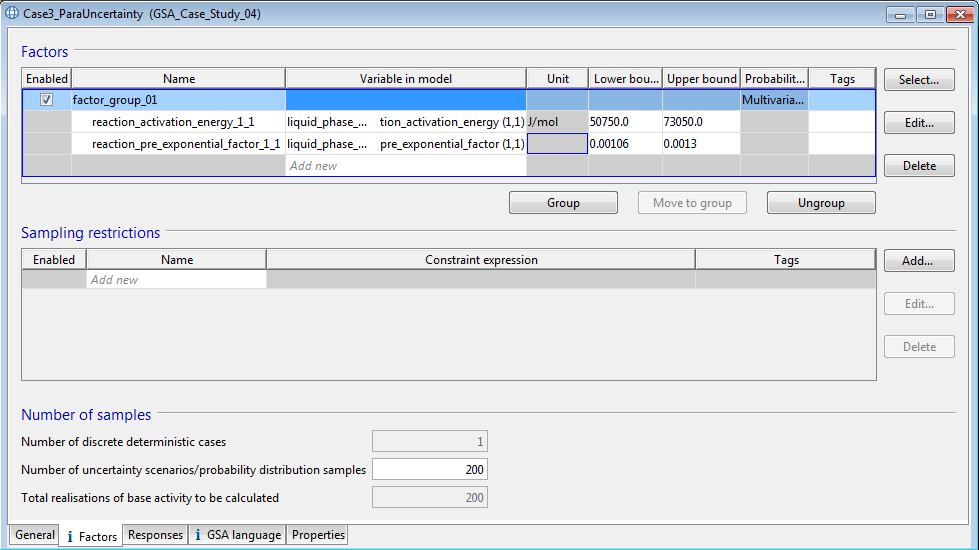 Case3_ParaUncertainty (GSA_Case_Study_04)
Factors
Enabled Name Variable in model Unit Lower bou... Upper bound Probabilit... Tags
factor_group_01 Multivaria...
reaction_activation_energy_1_1 liquid_phase_... tion_activation_energy (1,1) J/mol 50750.0 73050.0
reaction_pre_exponential_factor_1_1 liquid_phase_... pre_exponential_factor (1,1) 0.00106 0.0013
Add new
Select...
Edit...
Delete
Group Move to group Ungroup
Sampling restrictions
Enabled Name Constraint expression Tags
Add new
Add...
Edit...
Delete
Number of samples
Number of discrete deterministic cases 1
Number of uncertainty scenarios/probability distribution samples 200
Total realisations of base activity to be calculated 200
General i Factors Responses i GSA language Properties